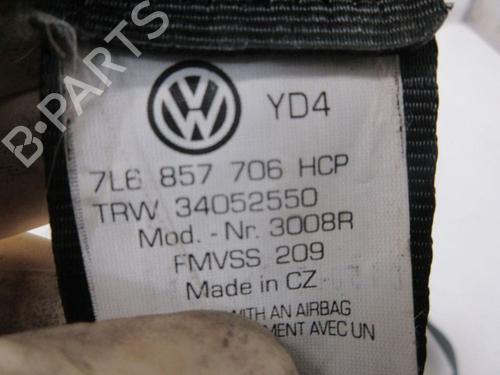 B-PARTS
YD4
7L6 857 706 HCP
TRW 34052550
Mod. - Nr. 3008R
FMVSS 209
Made in CZ
WITH AN AIRBAG
AVEC UN